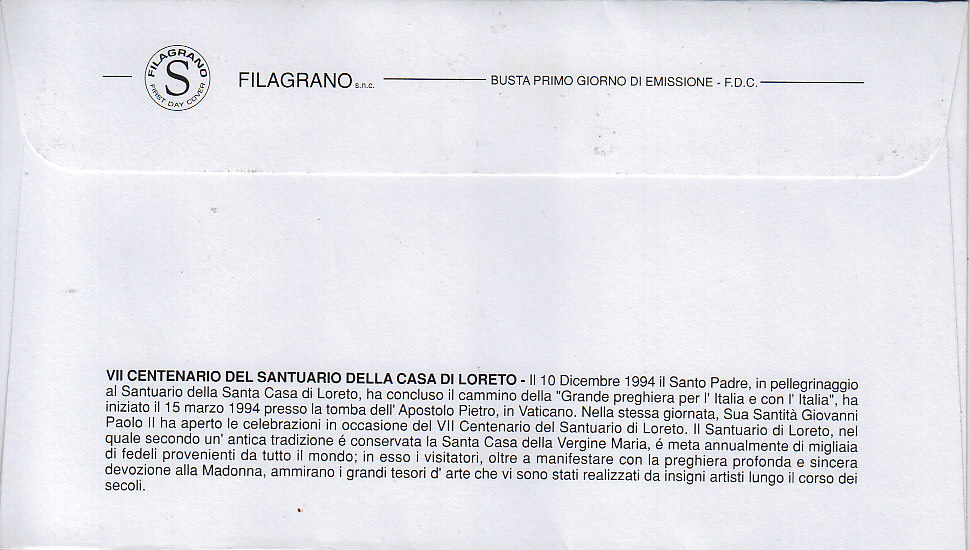 FILAGRANO
S
FIRST DAY COVER
FILAGRANO s.n.c.
BUSTA PRIMO GIORNO DI EMISSIONE - F.D.C.
VII CENTENARIO DEL SANTUARIO DELLA CASA DI LORETO - Il 10 Dicembre 1994 il Santo Padre, in pellegrinaggio
al Santuario della Santa Casa di Loreto, ha concluso il cammino della "Grande preghiera per l' Italia e con l' Italia", ha
iniziato il 15 marzo 1994 presso la tomba dell' Apostolo Pietro, in Vaticano. Nella stessa giornata, Sua Santità Giovanni
Paolo II ha aperto le celebrazioni in occasione del VII Centenario del Santuario di Loreto. Il Santuario di Loreto, nel
quale secondo un' antica tradizione é conservata la Santa Casa della Vergine Maria, é meta annualmente di migliaia
di fedeli provenienti da tutto il mondo; in esso i visitatori, oltre a manifestare con la preghiera profonda e sincera
devozione alla Madonna, ammirano i grandi tesori d' arte che vi sono stati realizzati da insigni artisti lungo il corso dei
secoli.